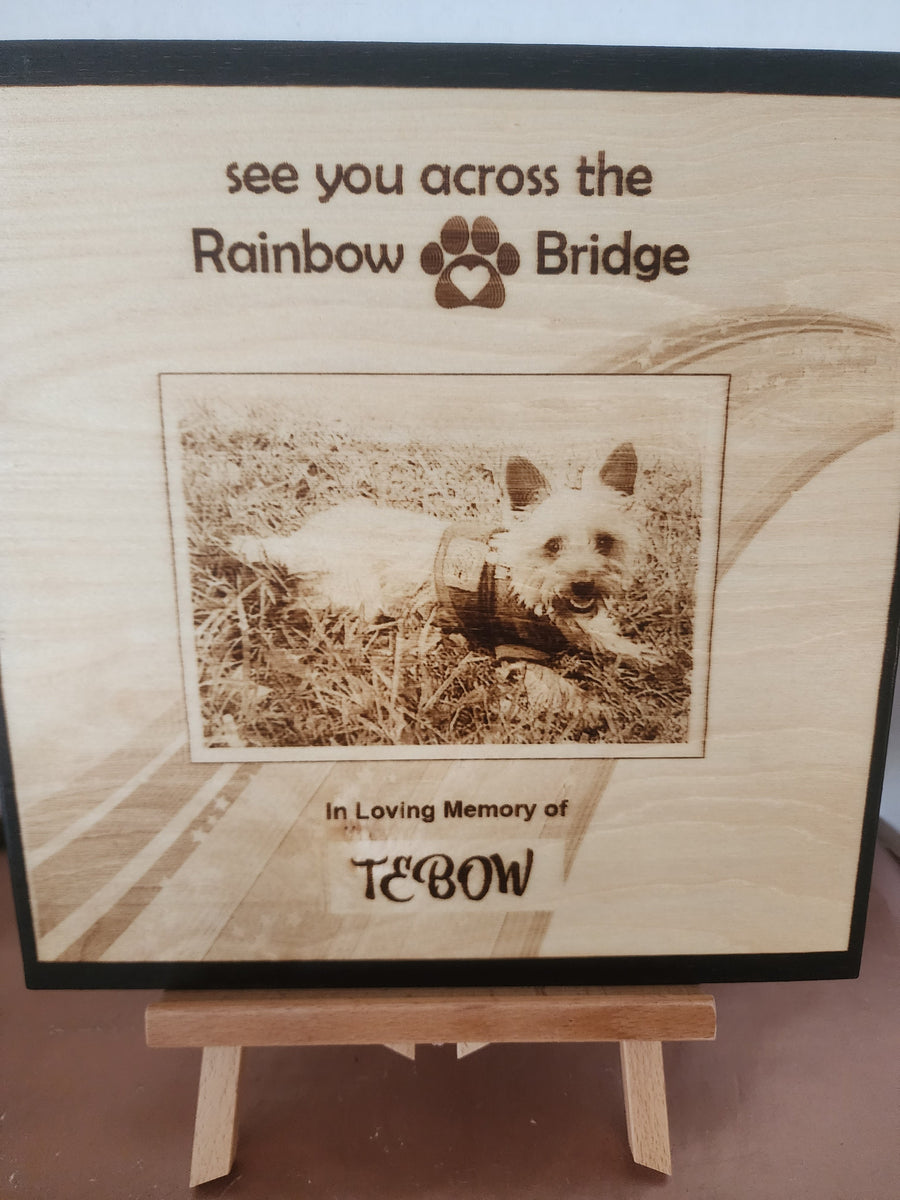 see you across the
Rainbow Bridge
In Loving Memory of
TEBOW